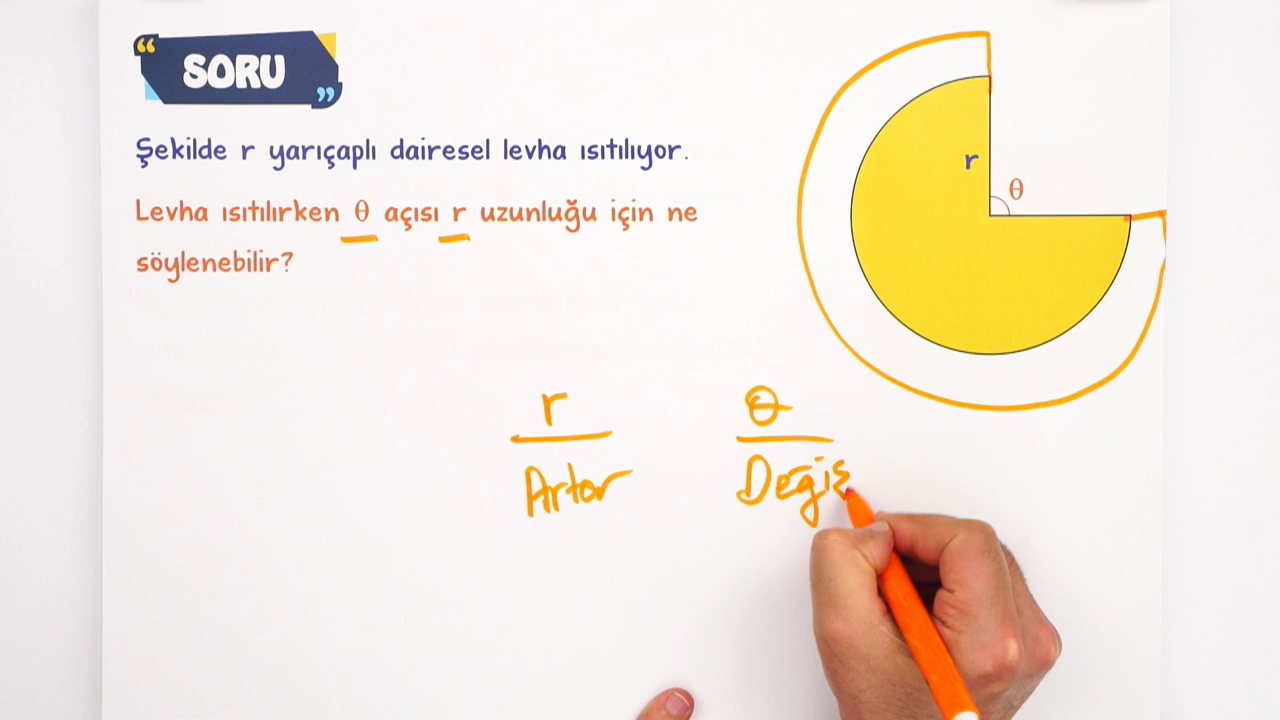 “ SORU ”
Şekilde r yarıçaplı dairesel levha ısıtılıyor.
Levha ısıtılırken θ açısı r uzunluğu için ne
söylenebilir?
r
θ
r
θ
Artar
Değiş